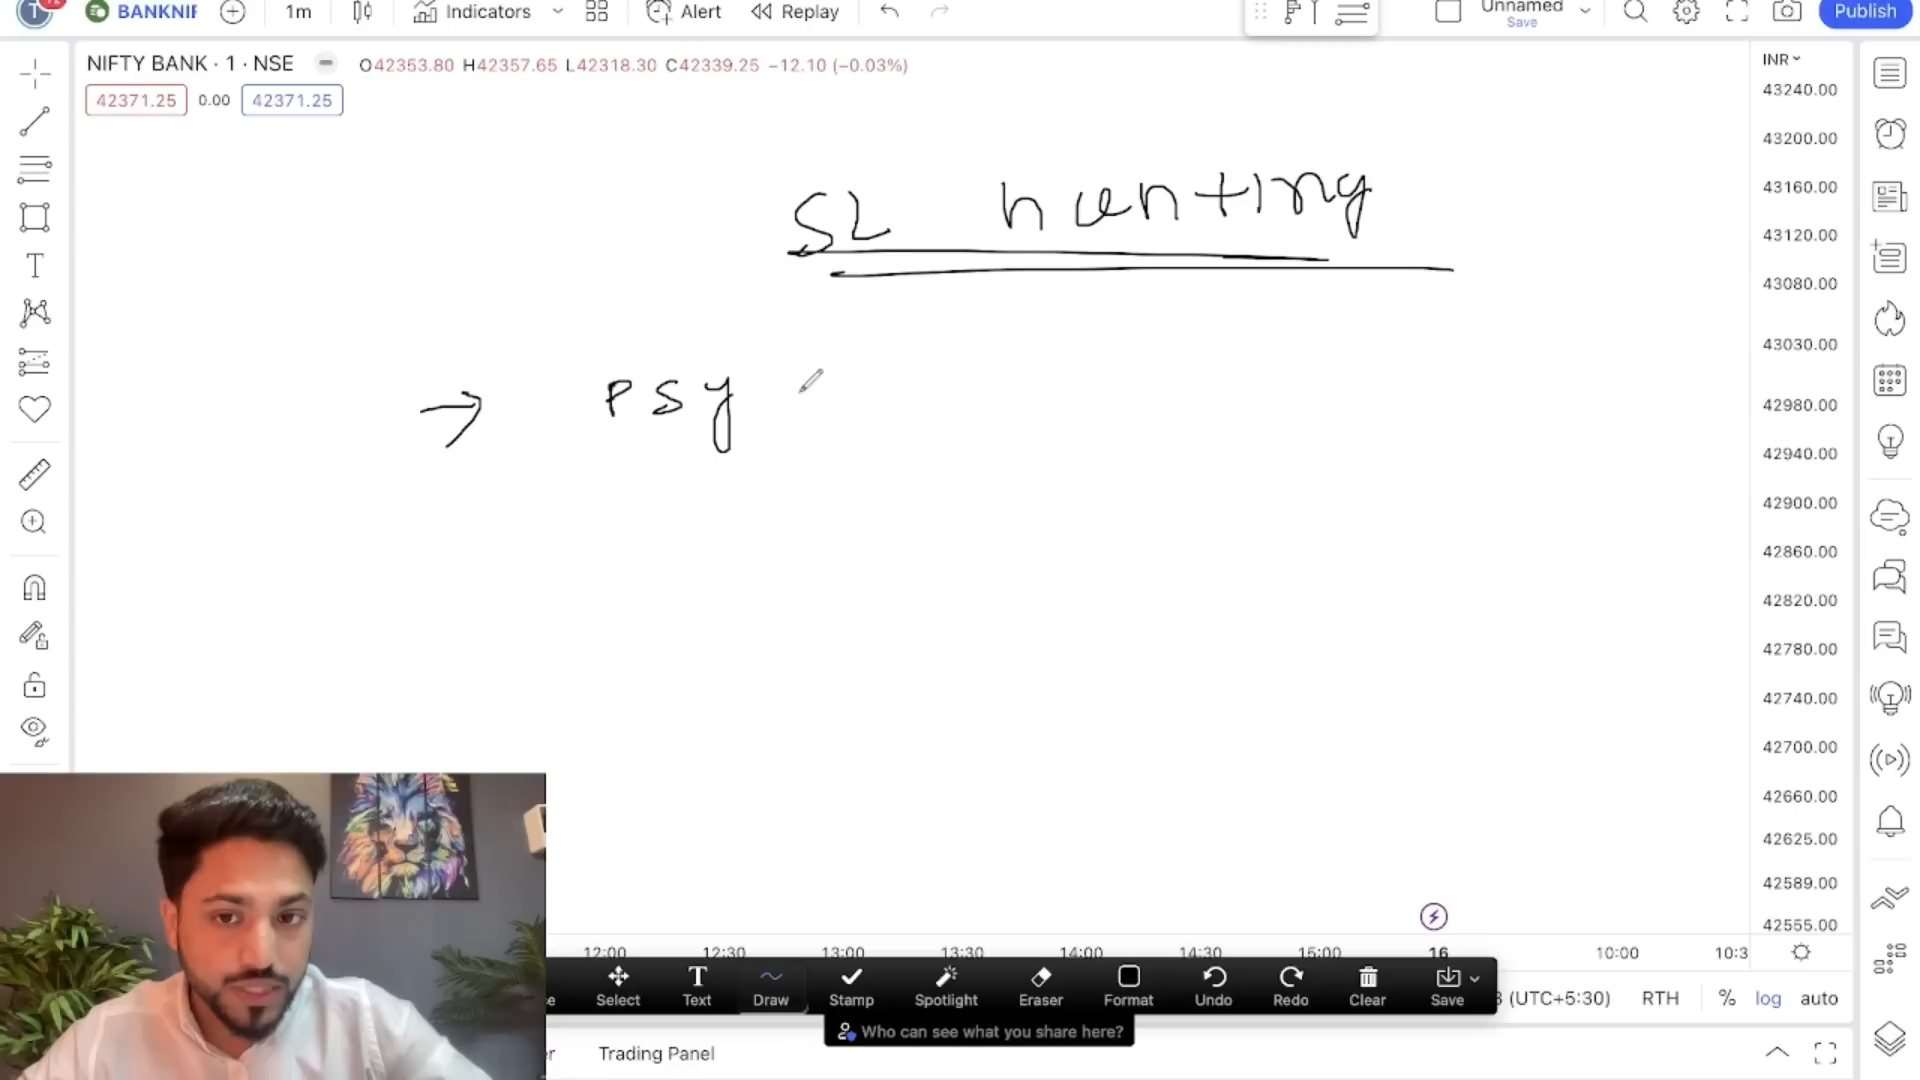 12
BANKNIF
1m
Indicators
Alert
Replay
Unnamed
Save
Publish
NIFTY BANK · 1 · NSE
O42353.80 H42357.65 L42318.30 C42339.25 −12.10 (−0.03%)
42371.25 0.00 42371.25
INR
SL hunting
→ PSy
43240.00
43200.00
43160.00
43120.00
43080.00
43030.00
42980.00
42940.00
42900.00
42860.00
42820.00
42780.00
42740.00
42700.00
42660.00
42625.00
42589.00
42555.00
12:00 12:30 13:00 13:30 14:00 14:30 15:00 16 10:00 10:3
Select Text Draw Stamp Spotlight Eraser Format Undo Redo Clear Save
(UTC+5:30) RTH % log auto
Who can see what you share here?
Trading Panel